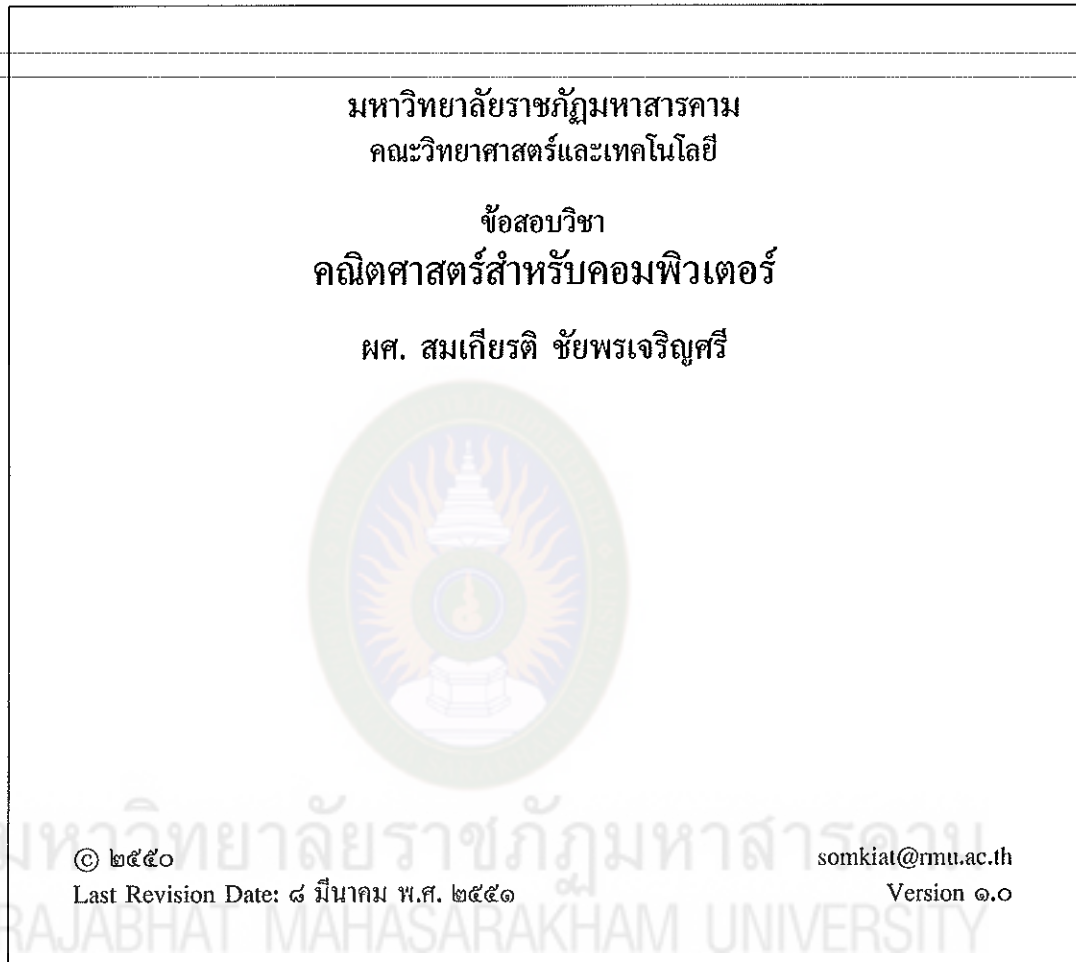 มหาวิทยาลัยราชภัฏมหาสารคาม
คณะวิทยาศาสตร์และเทคโนโลยี
ข้อสอบวิชา
คณิตศาสตร์สำหรับคอมพิวเตอร์
ผศ. สมเกียรติ ชัยพรเจริญศรี
มหาวิทยาลัยราชภัฏมหาสารคาม
© ๒๕๕๐
somkiat@rmu.ac.th
Last Revision Date: ๘ มีนาคม พ.ศ. ๒๕๕๑
Version ๑.๐
RAJABHAT MAHASARAKHAM UNIVERSITY